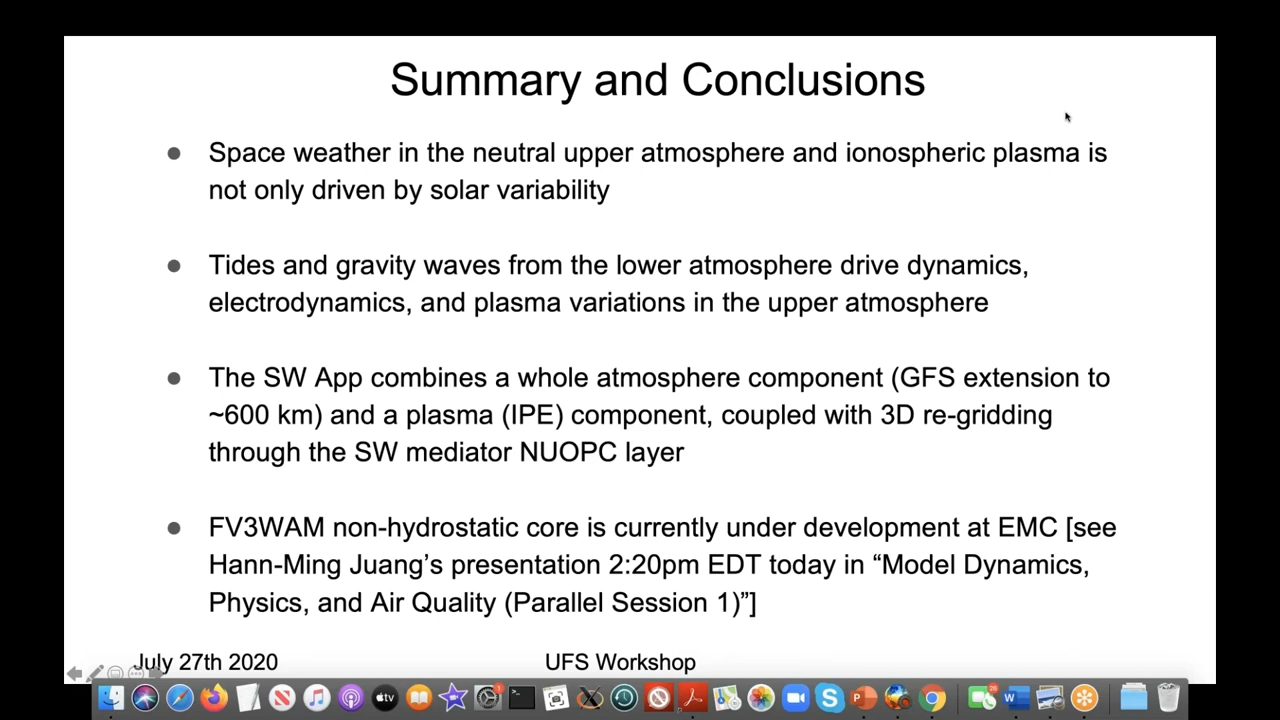 Summary and Conclusions
● Space weather in the neutral upper atmosphere and ionospheric plasma is
not only driven by solar variability
● Tides and gravity waves from the lower atmosphere drive dynamics,
electrodynamics, and plasma variations in the upper atmosphere
● The SW App combines a whole atmosphere component (GFS extension to
~600 km) and a plasma (IPE) component, coupled with 3D re-gridding
through the SW mediator NUOPC layer
● FV3WAM non-hydrostatic core is currently under development at EMC [see
Hann-Ming Juang’s presentation 2:20pm EDT today in “Model Dynamics,
Physics, and Air Quality (Parallel Session 1)”]
July 27th 2020
UFS Workshop
tv